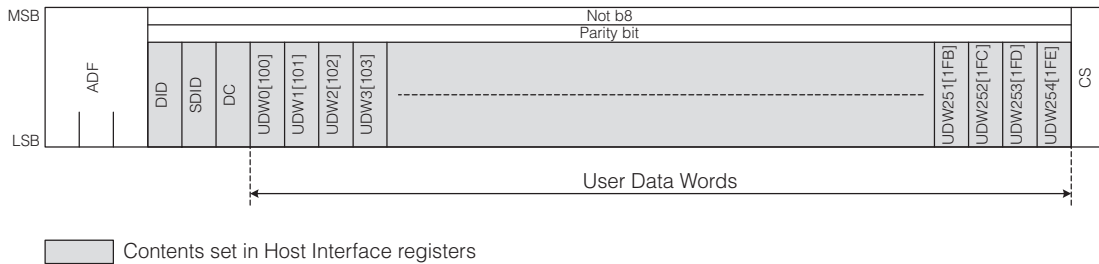 MSB
Not b8
Parity bit
ADF
DID
SDID
DC
UDW0[100]
UDW1[101]
UDW2[102]
UDW3[103]
UDW251[1FB]
UDW252[1FC]
UDW253[1FD]
UDW254[1FE]
CS
LSB
User Data Words
Contents set in Host Interface registers